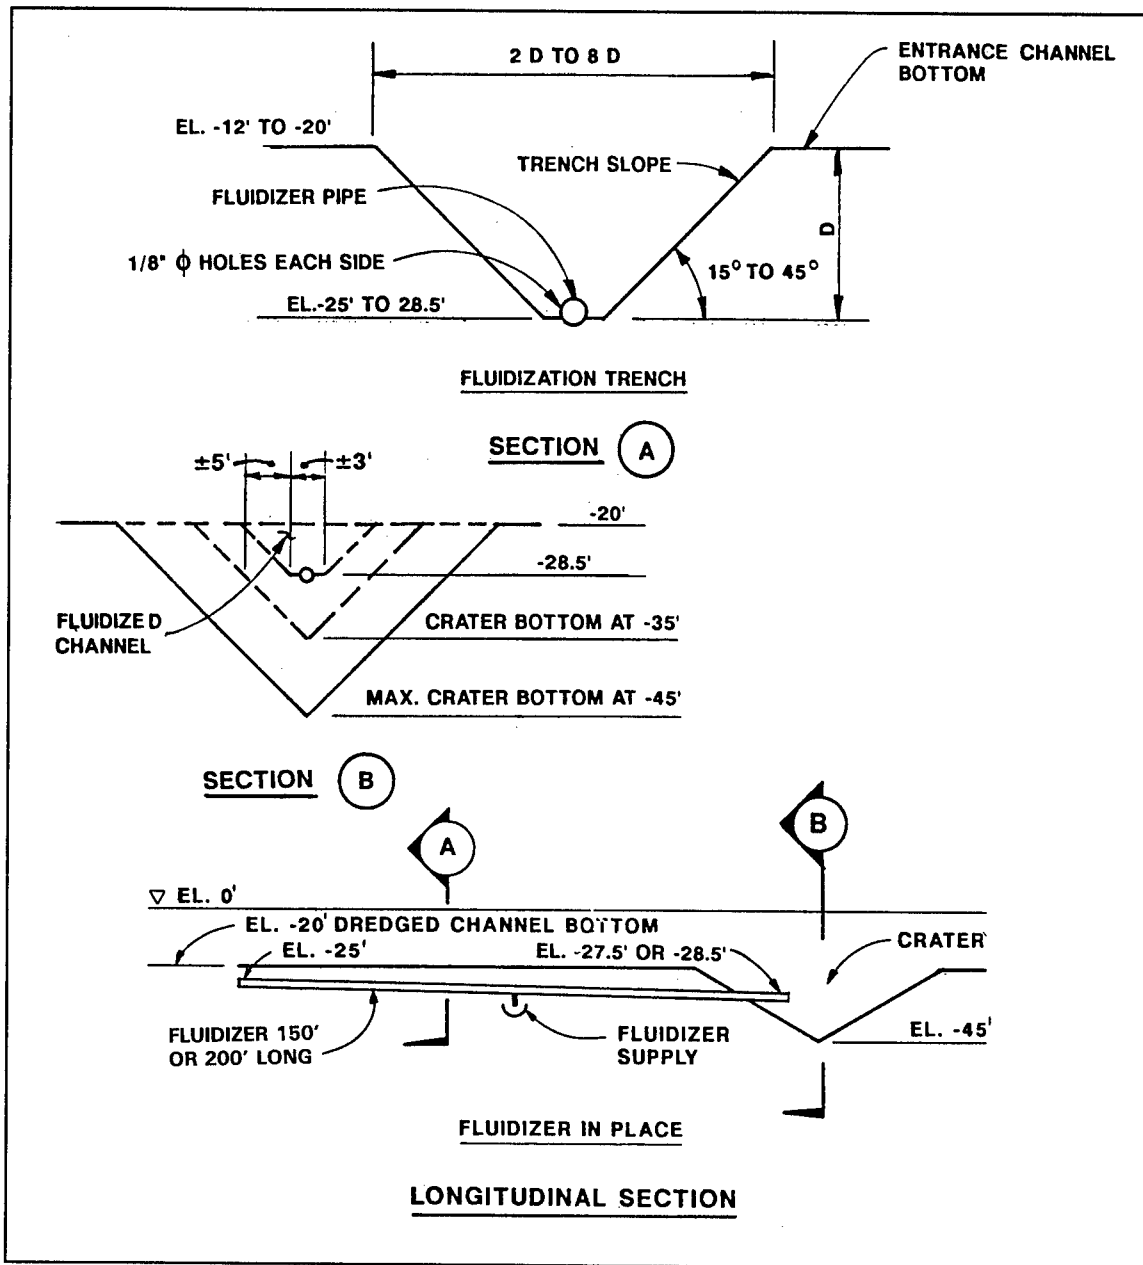 2 D TO 8 D
ENTRANCE CHANNEL
BOTTOM
EL. -12' TO -20'
TRENCH SLOPE
FLUIDIZER PIPE
D
1/8" ϕ HOLES EACH SIDE
15° TO 45°
EL.-25' TO 28.5'
FLUIDIZATION TRENCH
SECTION A
±5' ±3'
-20'
-28.5'
FLUIDIZED
CHANNEL
CRATER BOTTOM AT -35'
MAX. CRATER BOTTOM AT -45'
SECTION B
A
B
▽ EL. 0'
EL. -20' DREDGED CHANNEL BOTTOM
EL. -25'
EL. -27.5' OR -28.5'
CRATER
FLUIDIZER 150'
OR 200' LONG
FLUIDIZER
SUPPLY
EL. -45'
FLUIDIZER IN PLACE
LONGITUDINAL SECTION